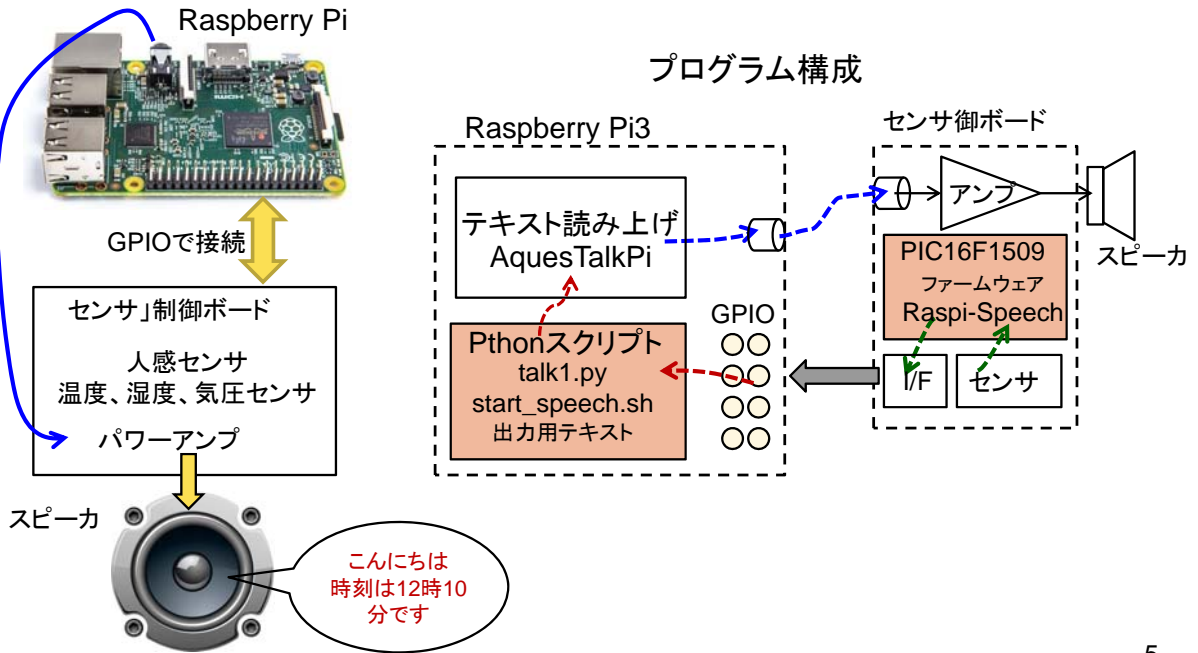 Raspberry Pi
GPIOで接続
センサ」制御ボード
人感センサ
温度、湿度、気圧センサ
パワーアンプ
スピーカ
こんにちは
時刻は12時10
分です
プログラム構成
Raspberry Pi3
テキスト読み上げ
AquesTalkPi
Pthonスクリプト
talk1.py
start_speech.sh
出力用テキスト
GPIO
センサ御ボード
アンプ
スピーカ
PIC16F1509
ファームウェア
Raspi-Speech
I/F
センサ
5